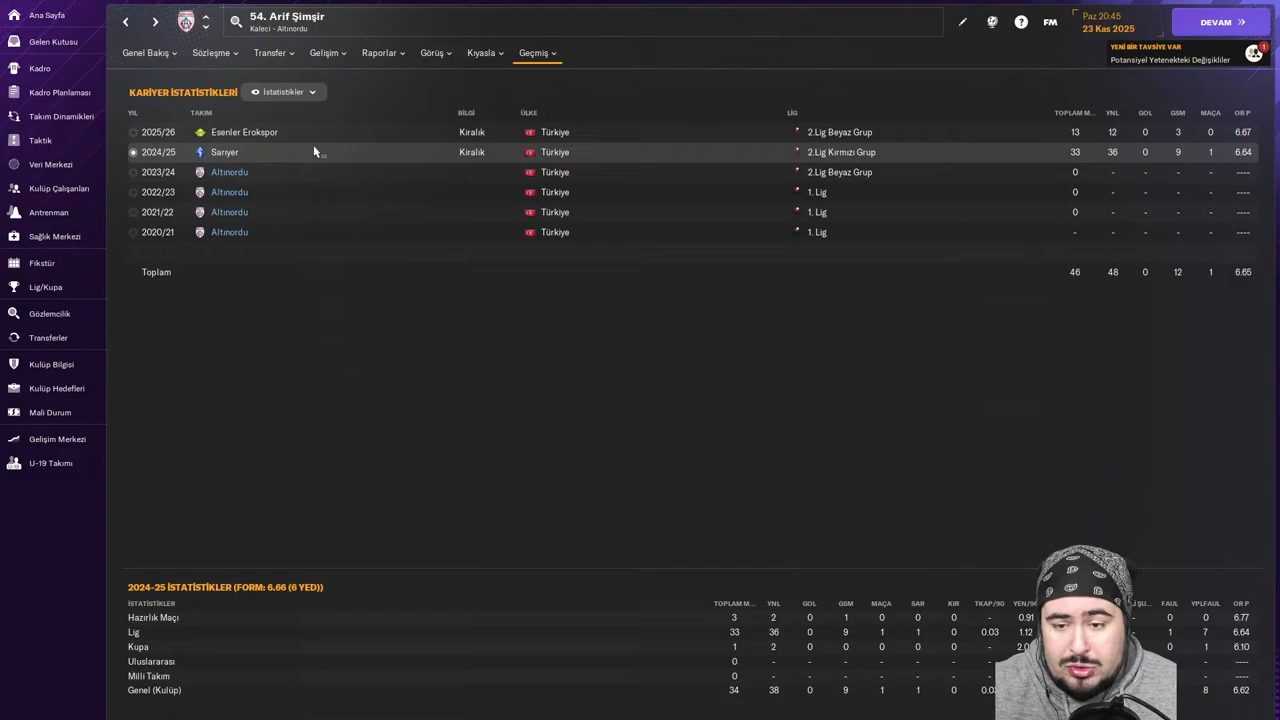 Ana Sayfa
Gelen Kutusu
Kadro
Kadro Planlaması
Takım Dinamikleri
Taktik
Veri Merkezi
Kulüp Çalışanları
Antrenman
Sağlık Merkezi
Fikstür
Lig/Kupa
Gözlemcilik
Transferler
Kulüp Bilgisi
Kulüp Hedefleri
Mali Durum
Gelişim Merkezi
U-19 Takımı
54. Arif Şimşir
Kaleci - Altınordu
FM
Paz 20:45
23 Kas 2025
DEVAM
Genel Bakış Sözleşme Transfer Gelişim Raporlar Görüş Kıyasla Geçmiş
YENİ BİR TAVSİYE VAR
Potansiyel Yetenekteki Değişikliler
1
KARİYER İSTATİSTİKLERİ İstatistikler
YIL TAKIM BİLGİ ÜLKE LİG TOPLAM M... YNL GOL GSM MAÇA OR P
2025/26 Esenler Erokspor Kiralık Türkiye 2.Lig Beyaz Grup 13 12 0 3 0 6.67
2024/25 Sarıyer Kiralık Türkiye 2.Lig Kırmızı Grup 33 36 0 9 1 6.64
2023/24 Altınordu Türkiye 2.Lig Beyaz Grup 0 - - - - ----
2022/23 Altınordu Türkiye 1. Lig 0 - - - - ----
2021/22 Altınordu Türkiye 1. Lig 0 - - - - ----
2020/21 Altınordu Türkiye 1. Lig - - - - - ----
Toplam 46 48 0 12 1 6.65
2024-25 İSTATİSTİKLER (FORM: 6.66 (6 YED))
İSTATİSTİKLER TOPLAM M... YNL GOL GSM MAÇA SAR KIR TKAP/90 YEN/9 FAUL YPLFAUL OR P
Hazırlık Maçı 3 2 0 1 0 0 0 - 0.91 - - 6.77
Lig 33 36 0 9 1 1 0 0.03 1.12 1 7 6.64
Kupa 1 2 0 0 0 0 0 - 0 1 6.10
Uluslararası 0 - - - - - - - - - ----
Milli Takım 0 - - - - - - - - - ----
Genel (Kulüp) 34 38 0 9 1 1 0 8 6.62